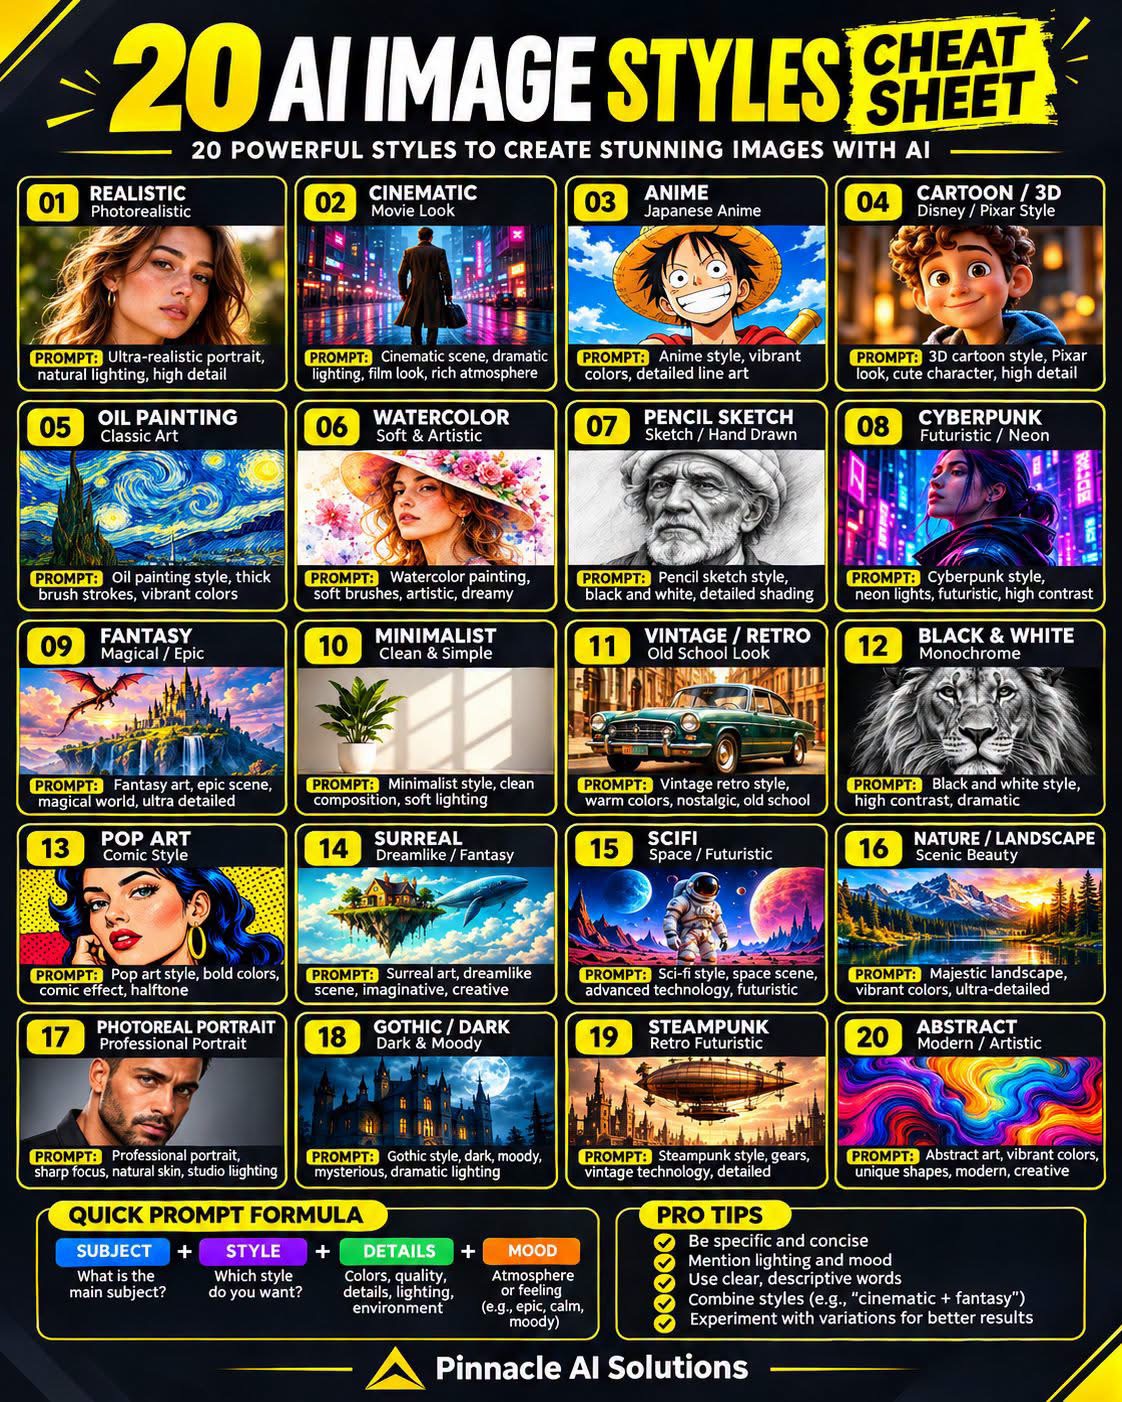 20 AI IMAGE STYLES CHEAT SHEET
20 POWERFUL STYLES TO CREATE STUNNING IMAGES WITH AI
01 REALISTIC
Photorealistic
PROMPT: Ultra-realistic portrait,
natural lighting, high detail
02 CINEMATIC
Movie Look
PROMPT: Cinematic scene, dramatic
lighting, film look, rich atmosphere
03 ANIME
Japanese Anime
PROMPT: Anime style, vibrant
colors, detailed line art
04 CARTOON / 3D
Disney / Pixar Style
PROMPT: 3D cartoon style, Pixar
look, cute character, high detail
05 OIL PAINTING
Classic Art
PROMPT: Oil painting style, thick
brush strokes, vibrant colors
06 WATERCOLOR
Soft & Artistic
PROMPT: Watercolor painting,
soft brushes, artistic, dreamy
07 PENCIL SKETCH
Sketch / Hand Drawn
PROMPT: Pencil sketch style,
black and white, detailed shading
08 CYBERPUNK
Futuristic / Neon
PROMPT: Cyberpunk style,
neon lights, futuristic, high contrast
09 FANTASY
Magical / Epic
PROMPT: Fantasy art, epic scene,
magical world, ultra detailed
10 MINIMALIST
Clean & Simple
PROMPT: Minimalist style, clean
composition, soft lighting
11 VINTAGE / RETRO
Old School Look
PROMPT: Vintage retro style,
warm colors, nostalgic, old school
12 BLACK & WHITE
Monochrome
PROMPT: Black and white style,
high contrast, dramatic
13 POP ART
Comic Style
PROMPT: Pop art style, bold colors,
comic effect, halftone
14 SURREAL
Dreamlike / Fantasy
PROMPT: Surreal art, dreamlike
scene, imaginative, creative
15 SCIFI
Space / Futuristic
PROMPT: Sci-fi style, space scene,
advanced technology, futuristic
16 NATURE / LANDSCAPE
Scenic Beauty
PROMPT: Majestic landscape,
vibrant colors, ultra-detailed
17 PHOTOREAL PORTRAIT
Professional Portrait
PROMPT: Professional portrait,
sharp focus, natural skin, studio liighting
18 GOTHIC / DARK
Dark & Moody
PROMPT: Gothic style, dark, moody,
mysterious, dramatic lighting
19 STEAMPUNK
Retro Futuristic
PROMPT: Steampunk style, gears,
vintage technology, detailed
20 ABSTRACT
Modern / Artistic
PROMPT: Abstract art, vibrant colors,
unique shapes, modern, creative
QUICK PROMPT FORMULA
SUBJECT + STYLE + DETAILS + MOOD
What is the
main subject?
Which style
do you want?
Colors, quality,
details, lighting,
environment
Atmosphere
or feeling
(e.g., epic, calm,
moody)
PRO TIPS
Be specific and concise
Mention lighting and mood
Use clear, descriptive words
Combine styles (e.g., “cinematic + fantasy”)
Experiment with variations for better results
Pinnacle AI Solutions